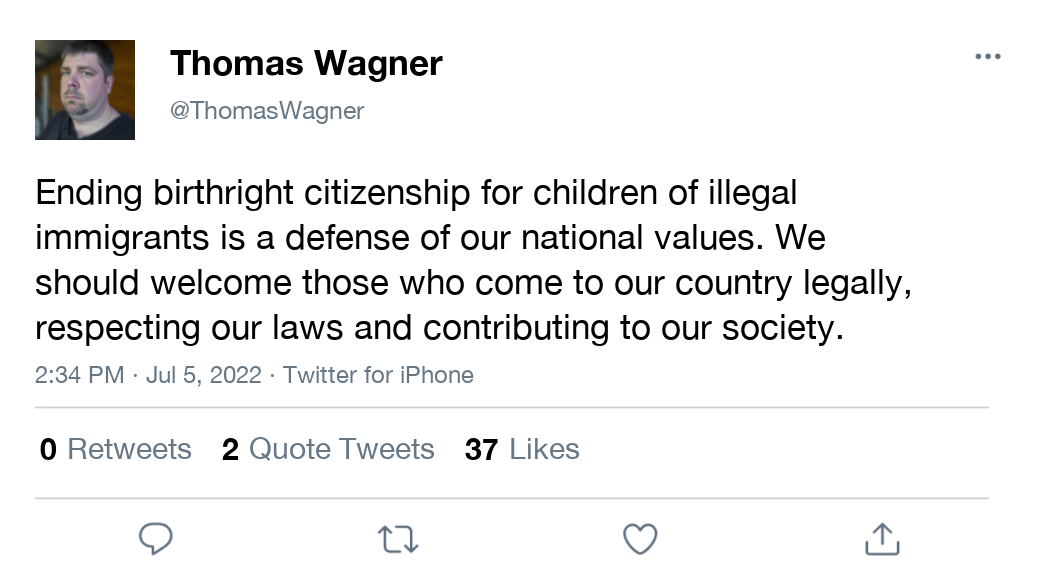 Thomas Wagner
@ThomasWagner
Ending birthright citizenship for children of illegal
immigrants is a defense of our national values. We
should welcome those who come to our country legally,
respecting our laws and contributing to our society.
2:34 PM · Jul 5, 2022 · Twitter for iPhone
0 Retweets 2 Quote Tweets 37 Likes